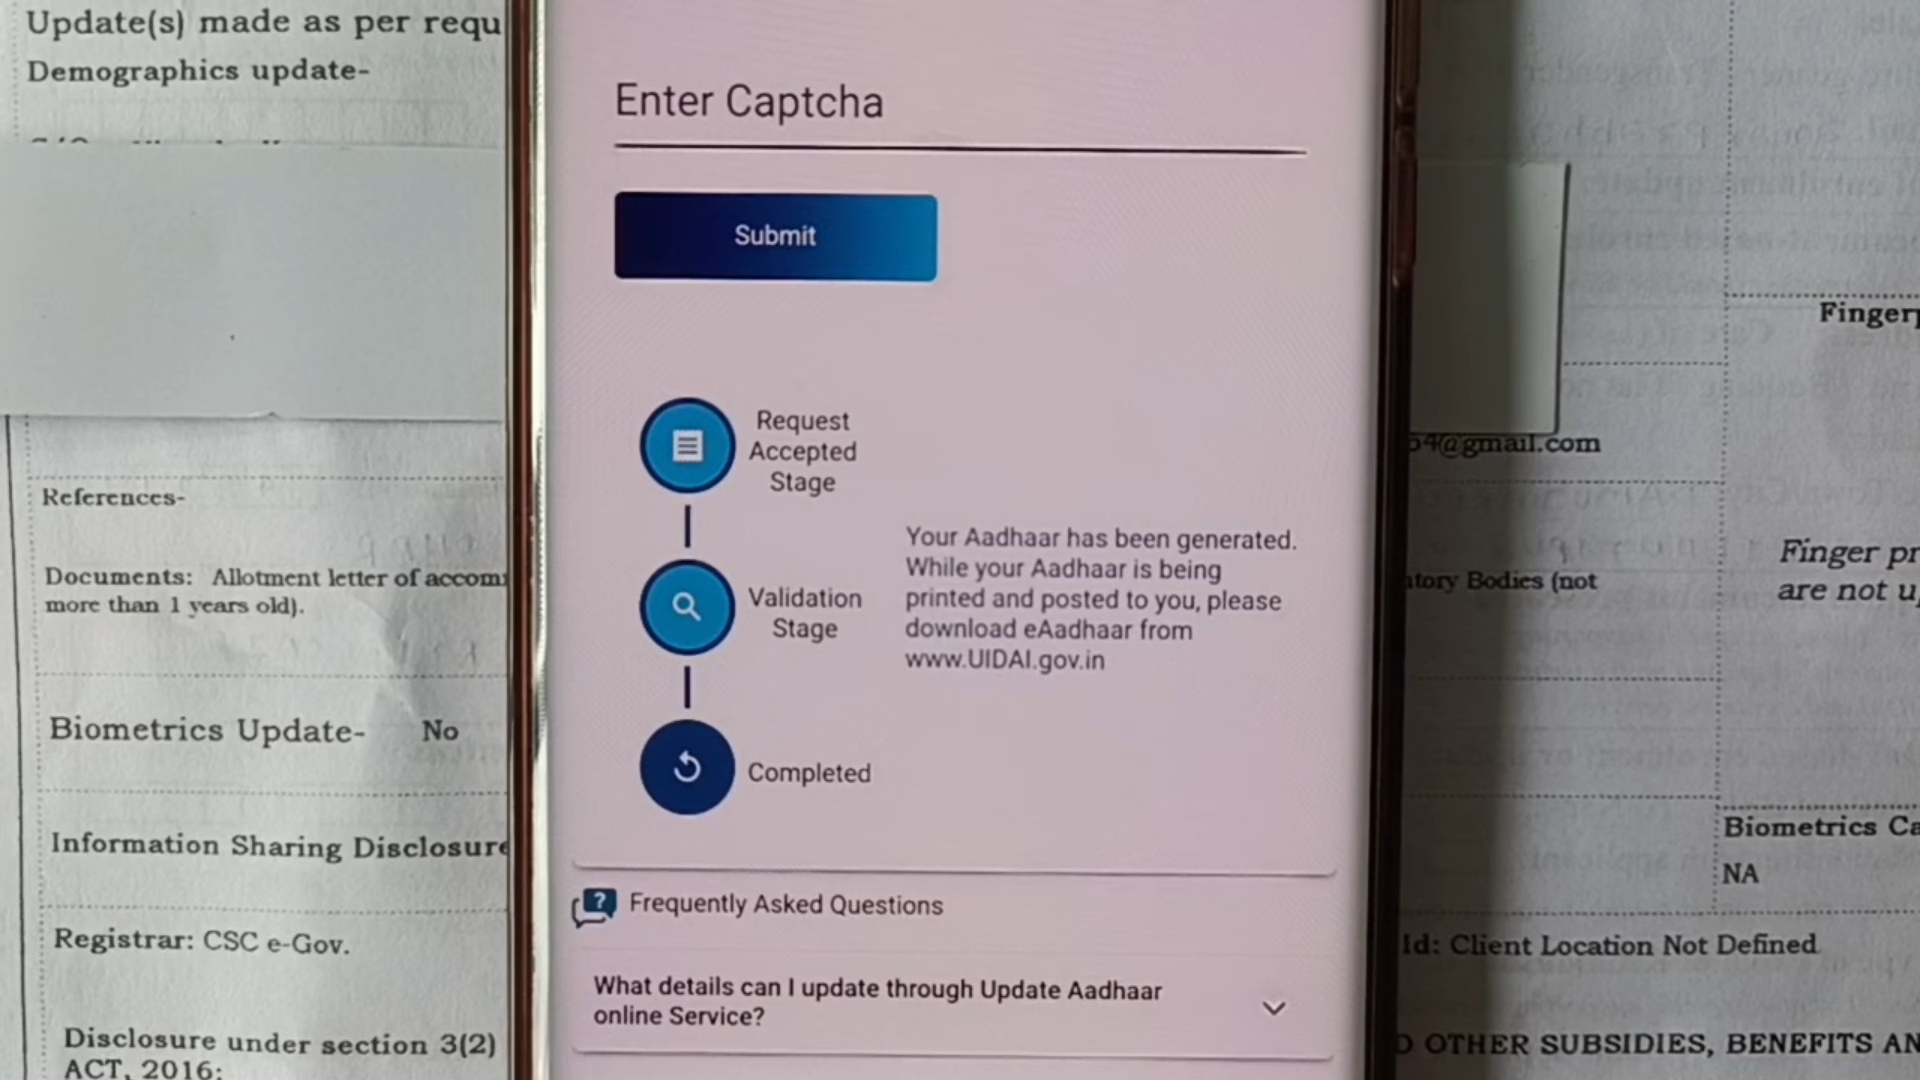 Update(s) made as per requ
Demographics update-
References-
Documents: Allotment letter of accom
more than 1 years old).
Biometrics Update- No
Information Sharing Disclosure
Registrar: CSC e-Gov.
Disclosure under section 3(2)
ACT, 2016:
Enter Captcha
Submit
Request
Accepted
Stage
Validation
Stage
Completed
Your Aadhaar has been generated.
While your Aadhaar is being
printed and posted to you, please
download eAadhaar from
www.UIDAI.gov.in
Frequently Asked Questions
What details can I update through Update Aadhaar
online Service?
Finger
54@gmail.com
Finger pr
are not u
tory Bodies (not
Biometrics Ca
NA
Id: Client Location Not Defined
OTHER SUBSIDIES, BENEFITS AN